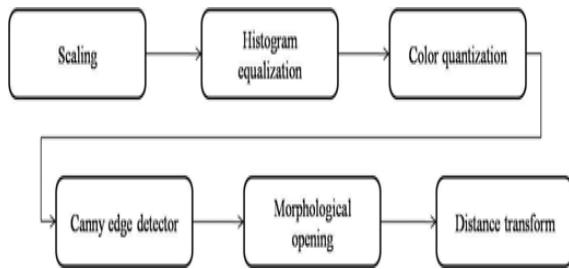 Scaling
Histogram
equalization
Color quantization
Canny edge detector
Morphological
opening
Distance transform